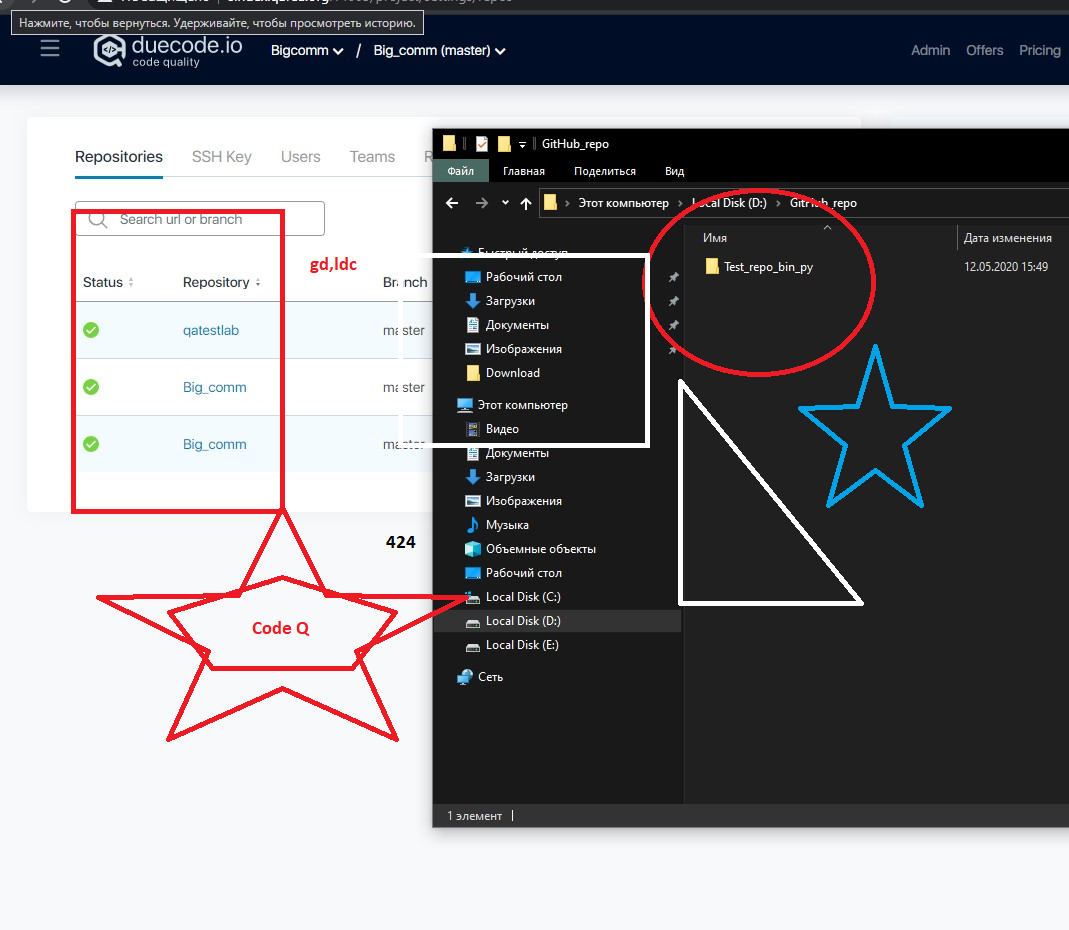 Нажмите, чтобы вернуться. Удерживайте, чтобы просмотреть историю.
duecode.io
code quality
Bigcomm / Big_comm (master)
Admin Offers Pricing
Repositories SSH Key Users Teams
Search url or branch
gd,ldc
Status Repository Branch
qatestlab master
Big_comm master
Big_comm master
424
Code Q
GitHub_repo
Файл Главная Поделиться Вид
Этот компьютер Local Disk (D:) GitHub_repo
Имя Дата изменения
Test_repo_bin_py 12.05.2020 15:49
Быстрый доступ
Рабочий стол
Загрузки
Документы
Изображения
Download
Этот компьютер
Видео
Документы
Загрузки
Изображения
Музыка
Объемные объекты
Рабочий стол
Local Disk (C:)
Local Disk (D:)
Local Disk (E:)
Сеть
1 элемент